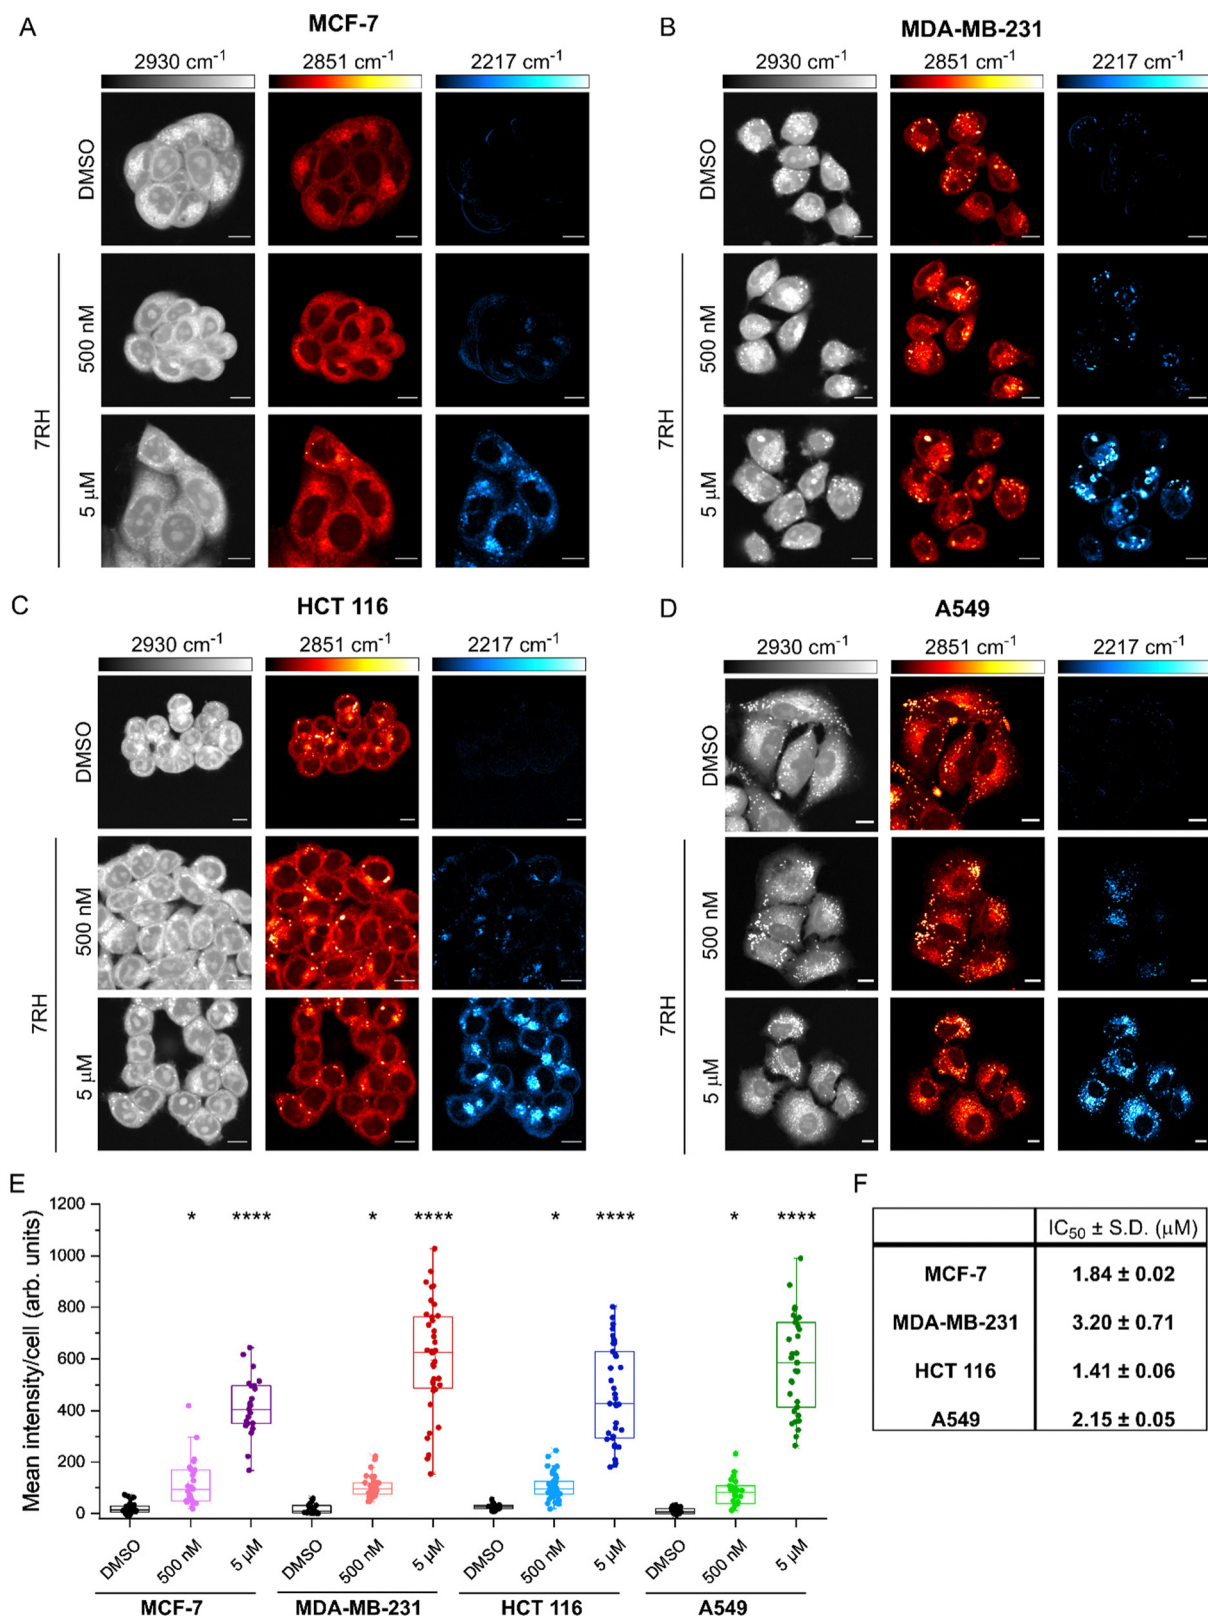 A
MCF-7
2930 cm⁻¹ 2851 cm⁻¹ 2217 cm⁻¹
DMSO
500 nM
5 μM
7RH
B
MDA-MB-231
2930 cm⁻¹ 2851 cm⁻¹ 2217 cm⁻¹
DMSO
500 nM
5 μM
7RH
C
HCT 116
2930 cm⁻¹ 2851 cm⁻¹ 2217 cm⁻¹
DMSO
500 nM
5 μM
7RH
D
A549
2930 cm⁻¹ 2851 cm⁻¹ 2217 cm⁻¹
DMSO
500 nM
5 μM
7RH
E
Mean intensity/cell (arb. units)
1200
1000
800
600
400
200
0
* **** * **** * **** * ****
DMSO 500 nM 5 μM DMSO 500 nM 5 μM DMSO 500 nM 5 μM DMSO 500 nM 5 μM
MCF-7 MDA-MB-231 HCT 116 A549
F
IC₅₀ ± S.D. (μM)
MCF-7 1.84 ± 0.02
MDA-MB-231 3.20 ± 0.71
HCT 116 1.41 ± 0.06
A549 2.15 ± 0.05